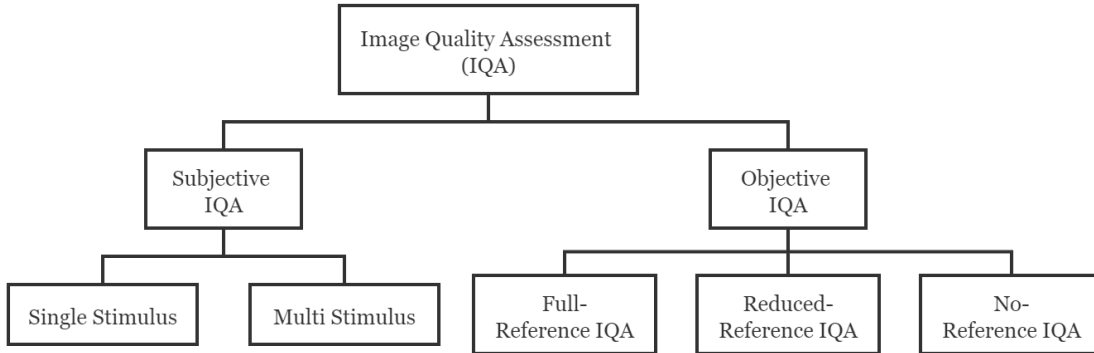 Image Quality Assessment
(IQA)
Subjective
IQA
Objective
IQA
Single Stimulus
Multi Stimulus
Full-
Reference IQA
Reduced-
Reference IQA
No-
Reference IQA